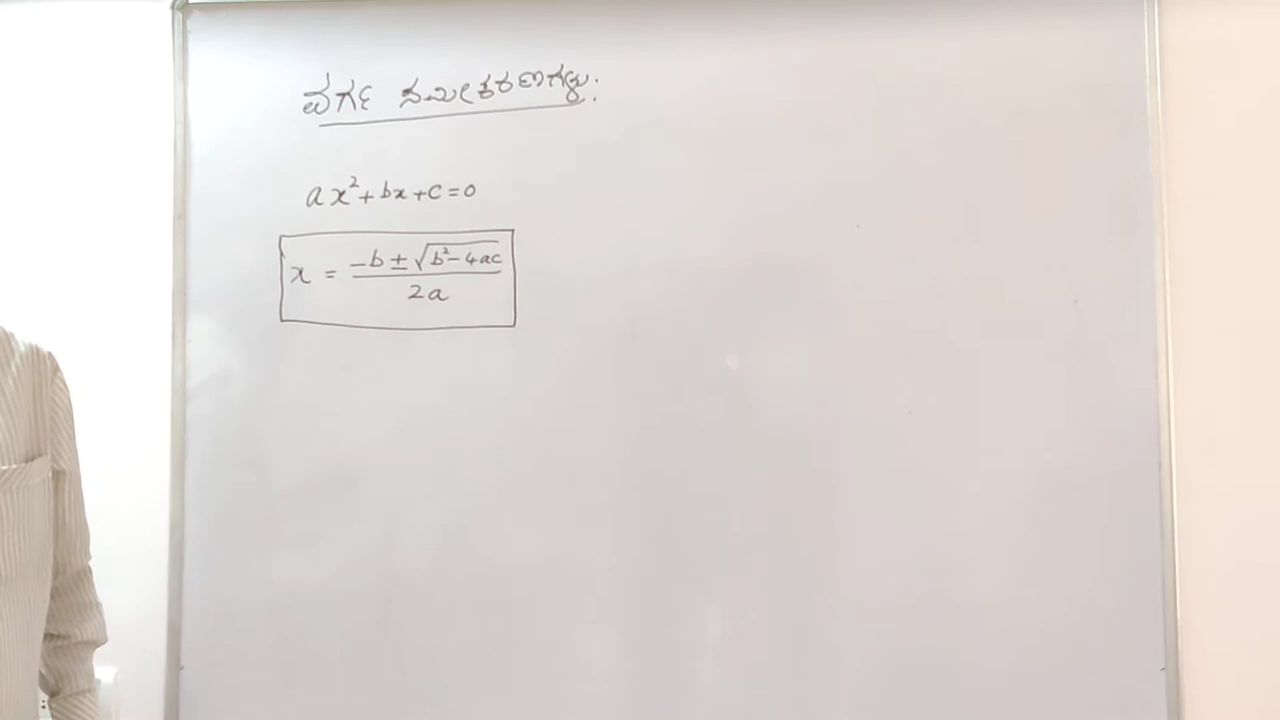 ವರ್ಗ ಸಮೀಕರಣಗಳು:
ax²+bx+c=0
x = (-b ± √(b²-4ac)) / 2a